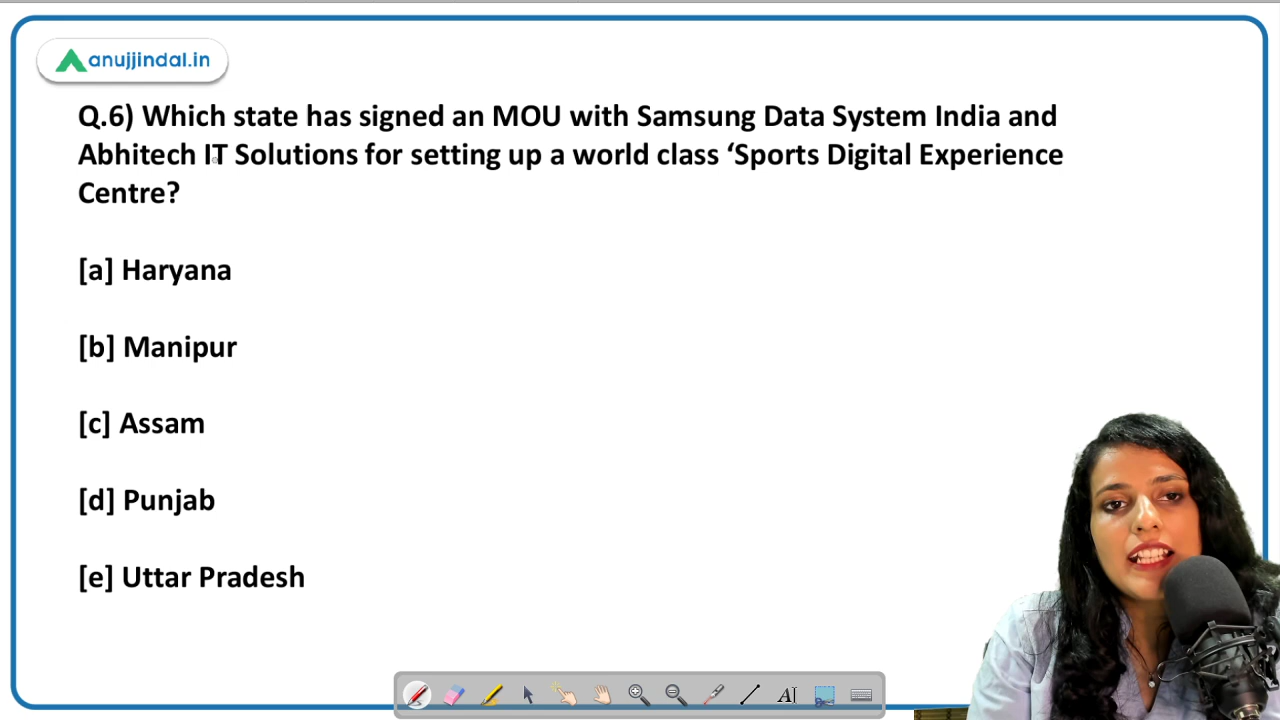 anujjindal.in
Q.6) Which state has signed an MOU with Samsung Data System India and
Abhitech IT Solutions for setting up a world class ‘Sports Digital Experience
Centre?
[a] Haryana
[b] Manipur
[c] Assam
[d] Punjab
[e] Uttar Pradesh
AI